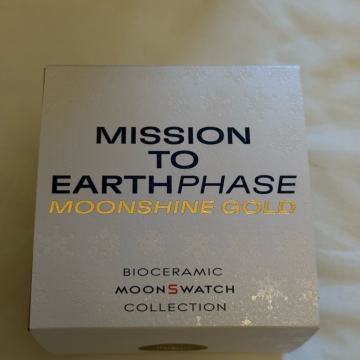 MISSION
TO
EARTHPHASE
MOONSHINE GOLD
BIOCERAMIC
MOONSWATCH
COLLECTION